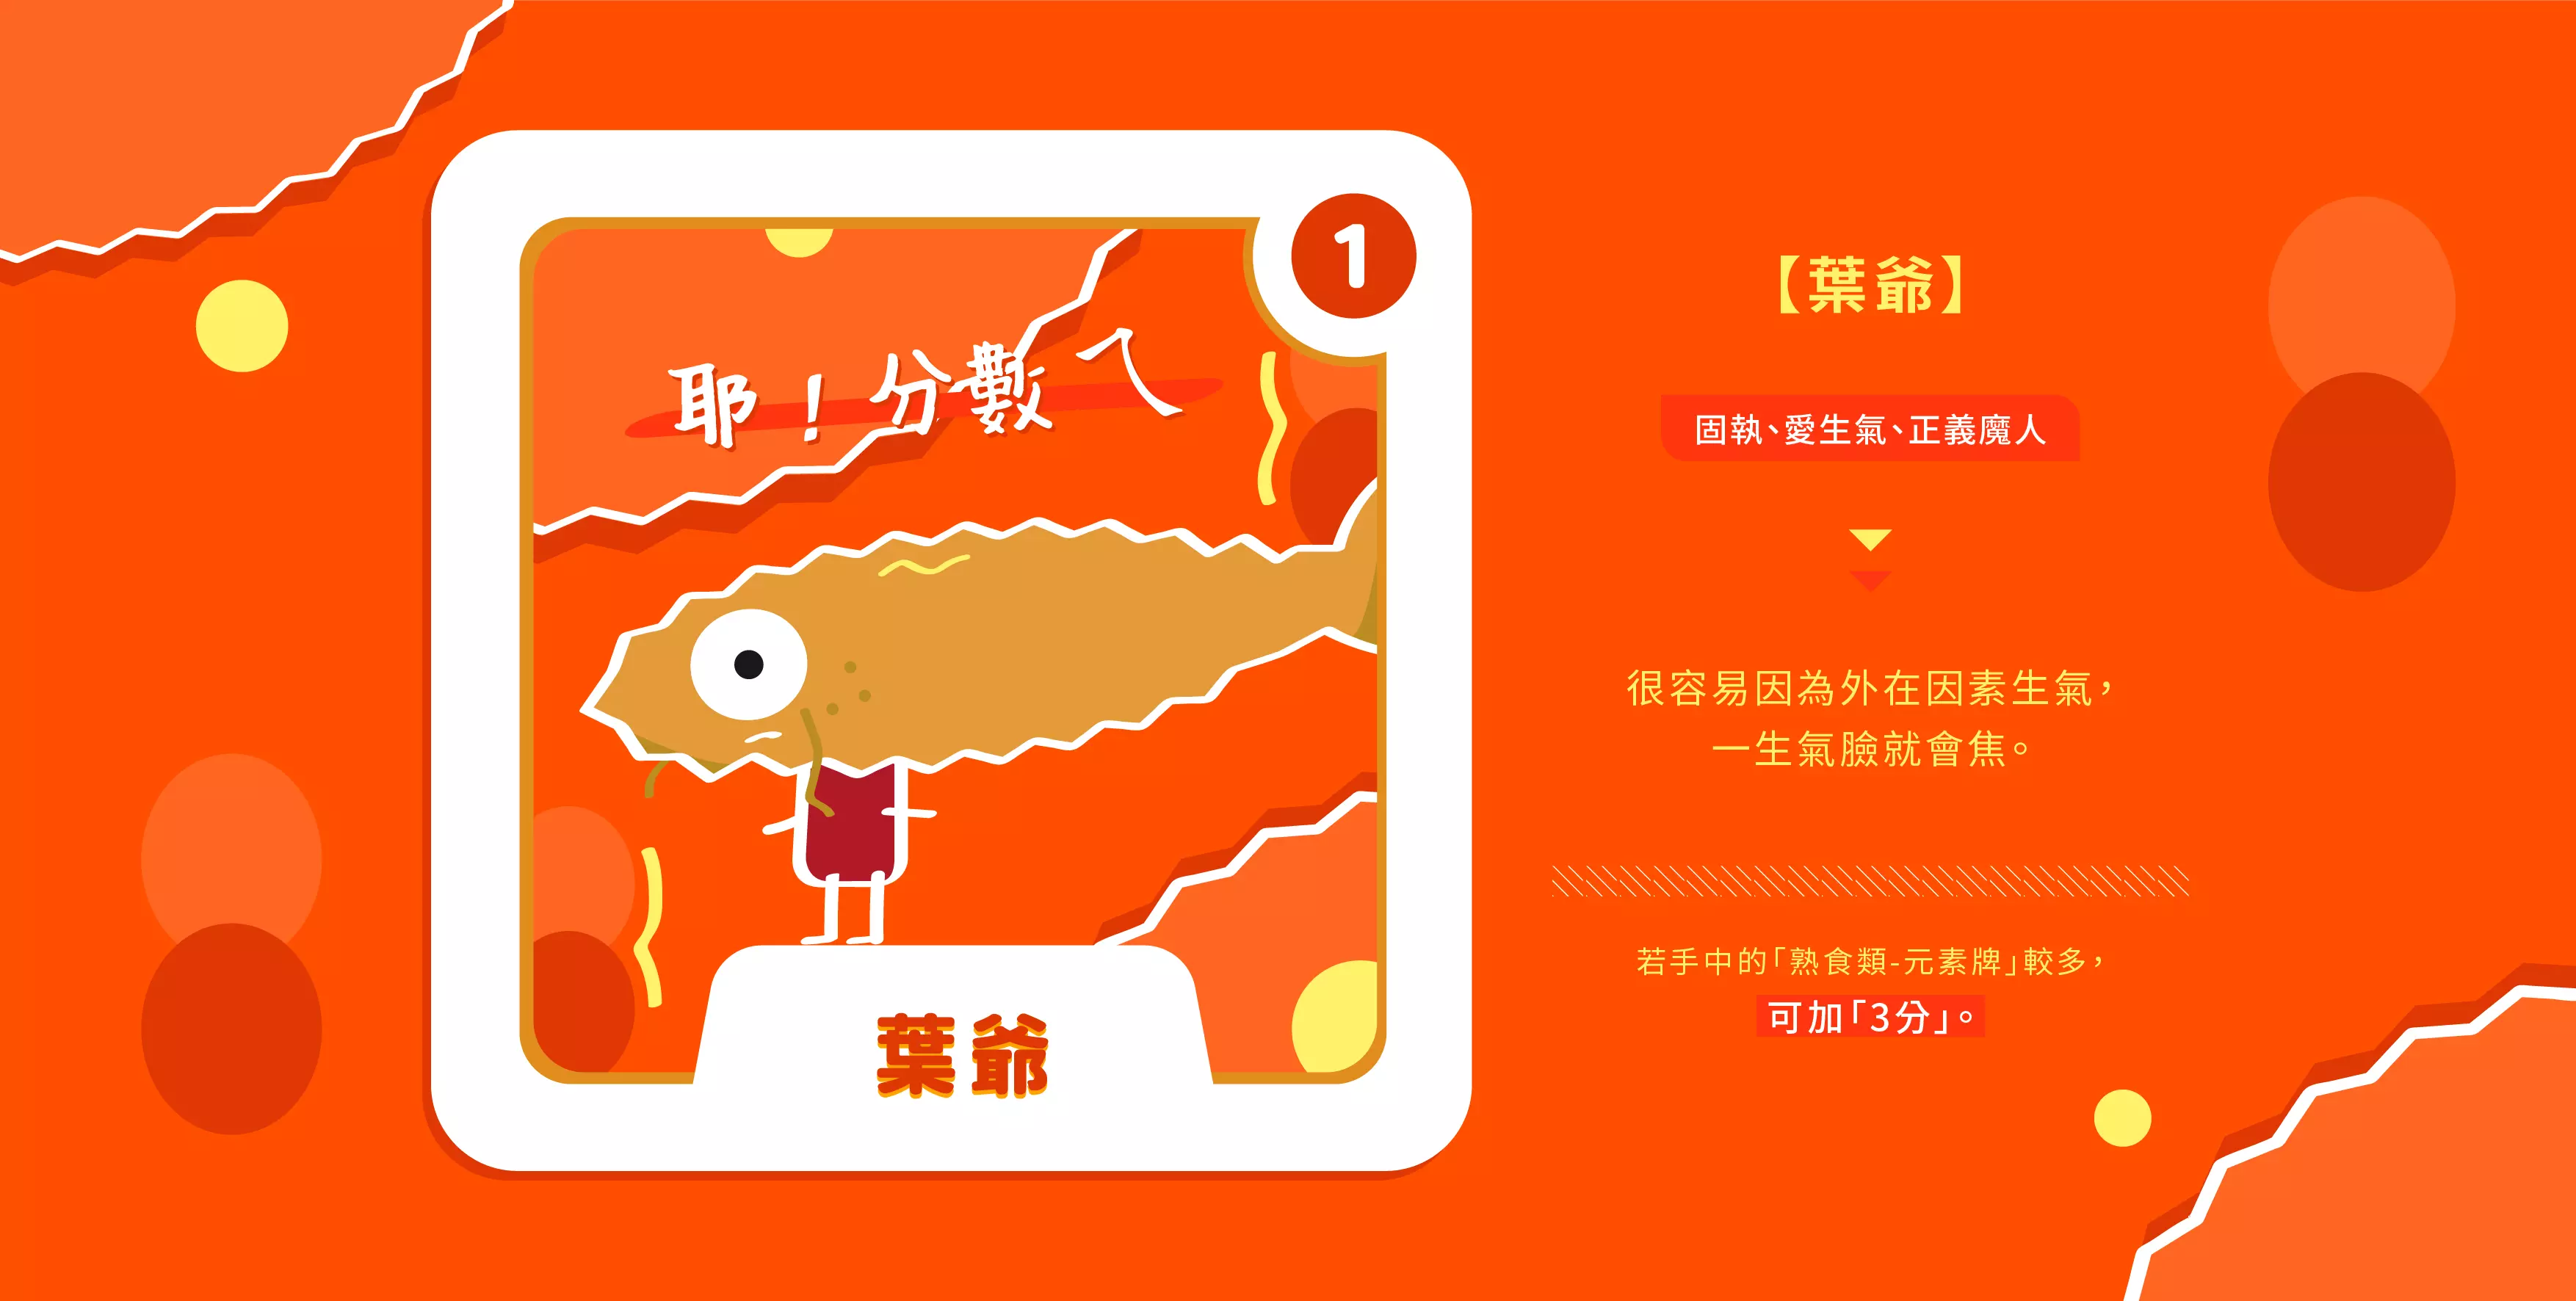 1
耶!分數ㄟ
葉爺
【葉爺】
固執、愛生氣、正義魔人
很容易因為外在因素生氣,
一生氣臉就會焦。
若手中的「熟食類-元素牌」較多,
可加「3分」。